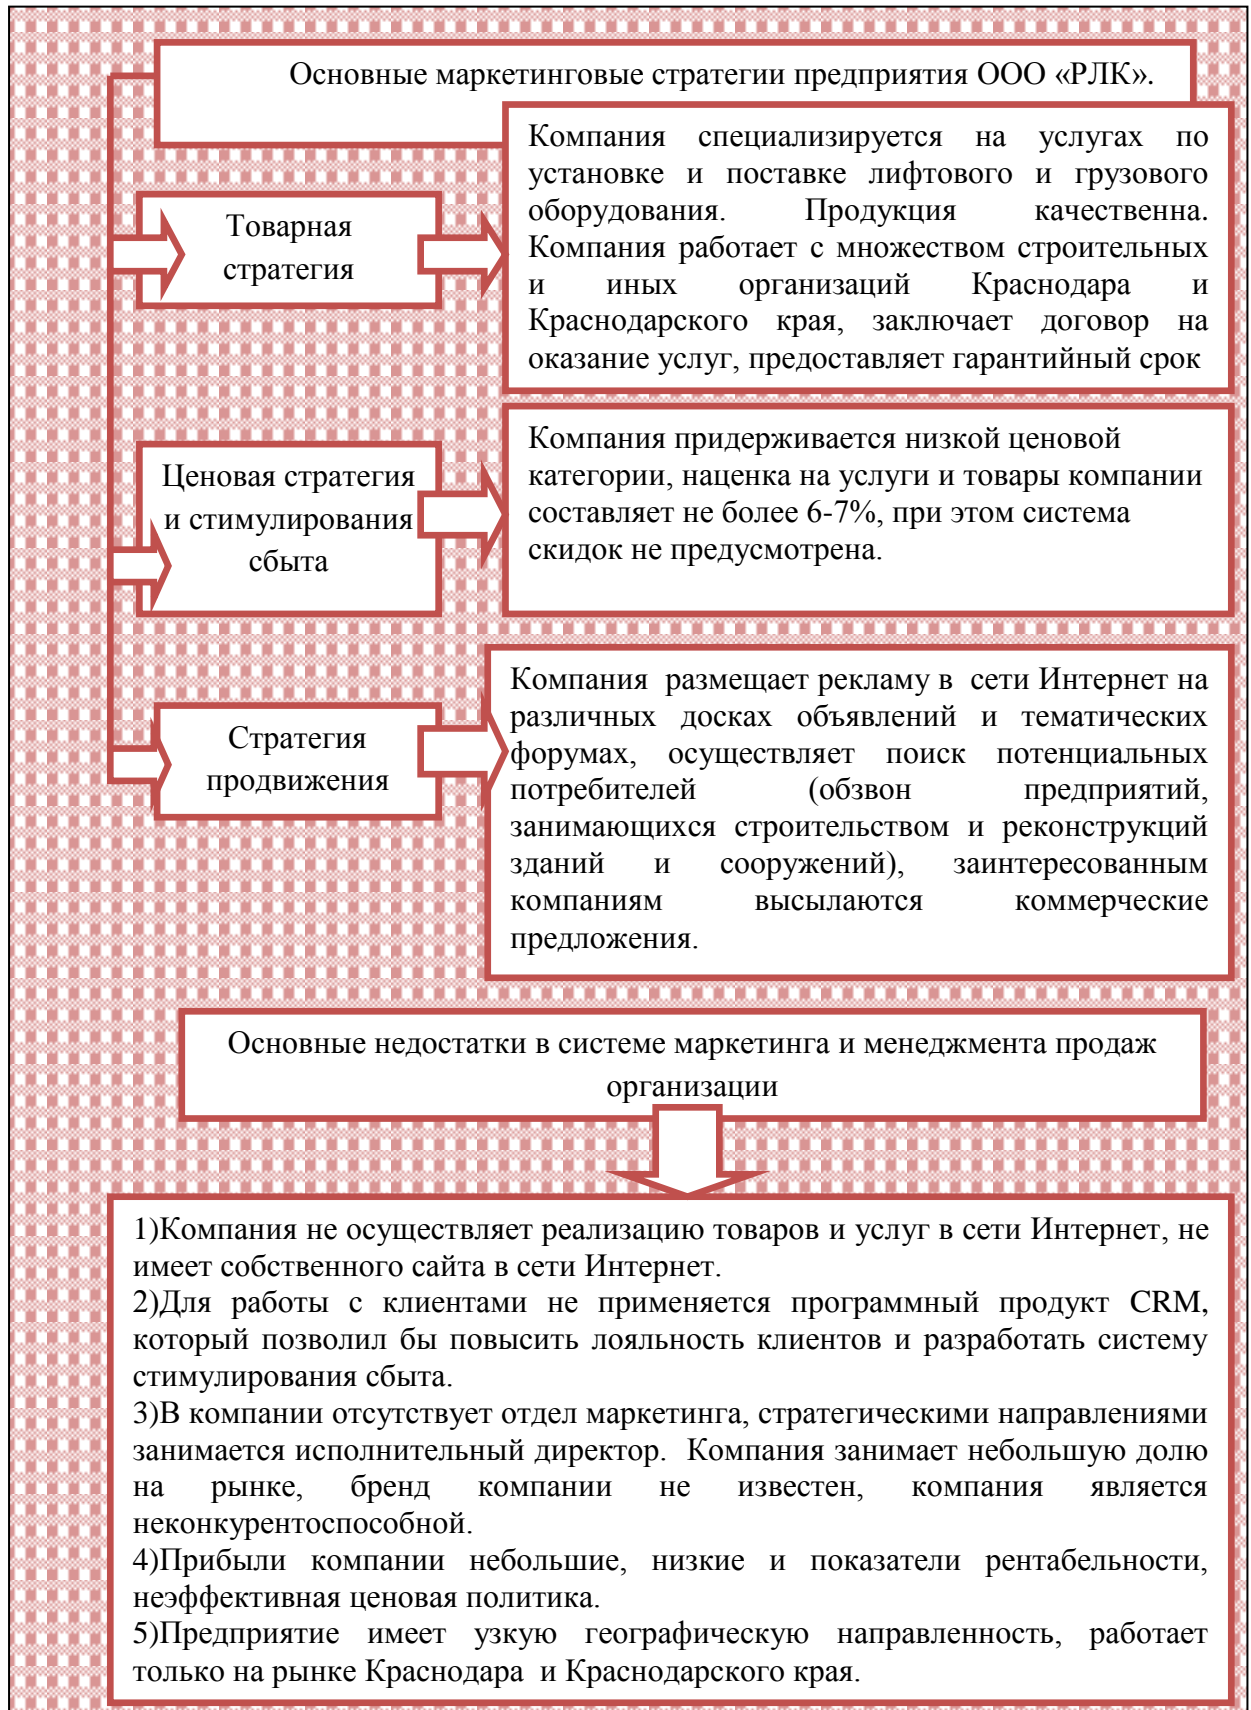 Основные маркетинговые стратегии предприятия ООО «РЛК».
Товарная
стратегия
Компания специализируется на услугах по
установке и поставке лифтового и грузового
оборудования. Продукция качественна.
Компания работает с множеством строительных
и иных организаций Краснодара и
Краснодарского края, заключает договор на
оказание услуг, предоставляет гарантийный срок
Ценовая стратегия
и стимулирования
сбыта
Компания придерживается низкой ценовой
категории, наценка на услуги и товары компании
составляет не более 6-7%, при этом система
скидок не предусмотрена.
Стратегия
продвижения
Компания размещает рекламу в сети Интернет на
различных досках объявлений и тематических
форумах, осуществляет поиск потенциальных
потребителей (обзвон предприятий,
занимающихся строительством и реконструкций
зданий и сооружений), заинтересованным
компаниям высылаются коммерческие
предложения.
Основные недостатки в системе маркетинга и менеджмента продаж
организации
1)Компания не осуществляет реализацию товаров и услуг в сети Интернет, не
имеет собственного сайта в сети Интернет.
2)Для работы с клиентами не применяется программный продукт CRM,
который позволил бы повысить лояльность клиентов и разработать систему
стимулирования сбыта.
3)В компании отсутствует отдел маркетинга, стратегическими направлениями
занимается исполнительный директор. Компания занимает небольшую долю
на рынке, бренд компании не известен, компания является
неконкурентоспособной.
4)Прибыли компании небольшие, низкие и показатели рентабельности,
неэффективная ценовая политика.
5)Предприятие имеет узкую географическую направленность, работает
только на рынке Краснодара и Краснодарского края.